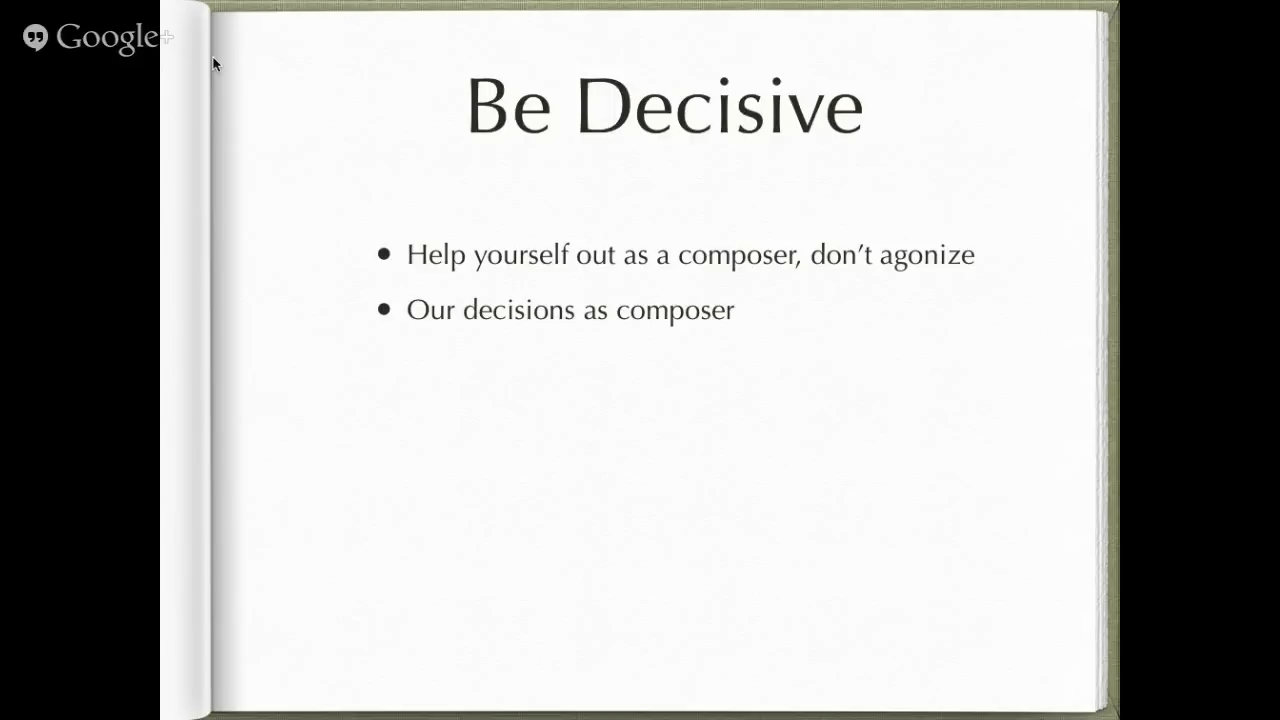 Google+
Be Decisive
• Help yourself out as a composer, don’t agonize
• Our decisions as composer